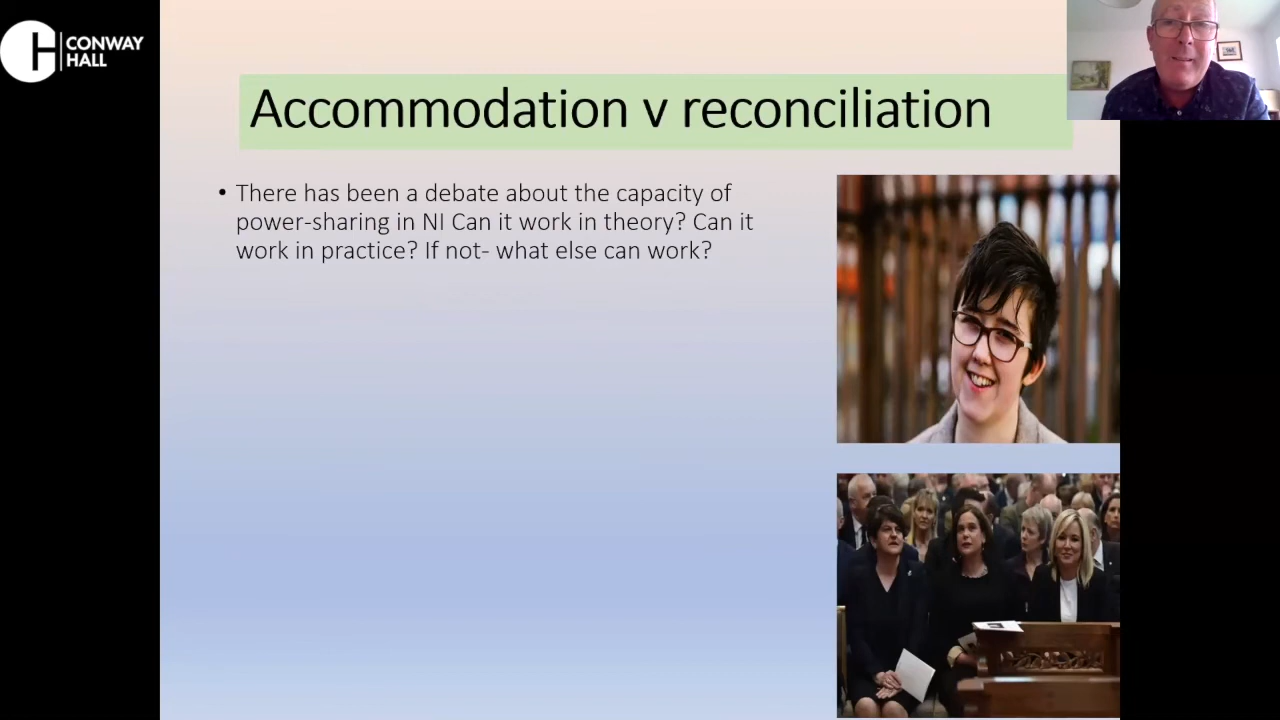 CONWAY
HALL
Accommodation v reconciliation
• There has been a debate about the capacity of
power-sharing in NI Can it work in theory? Can it
work in practice? If not- what else can work?